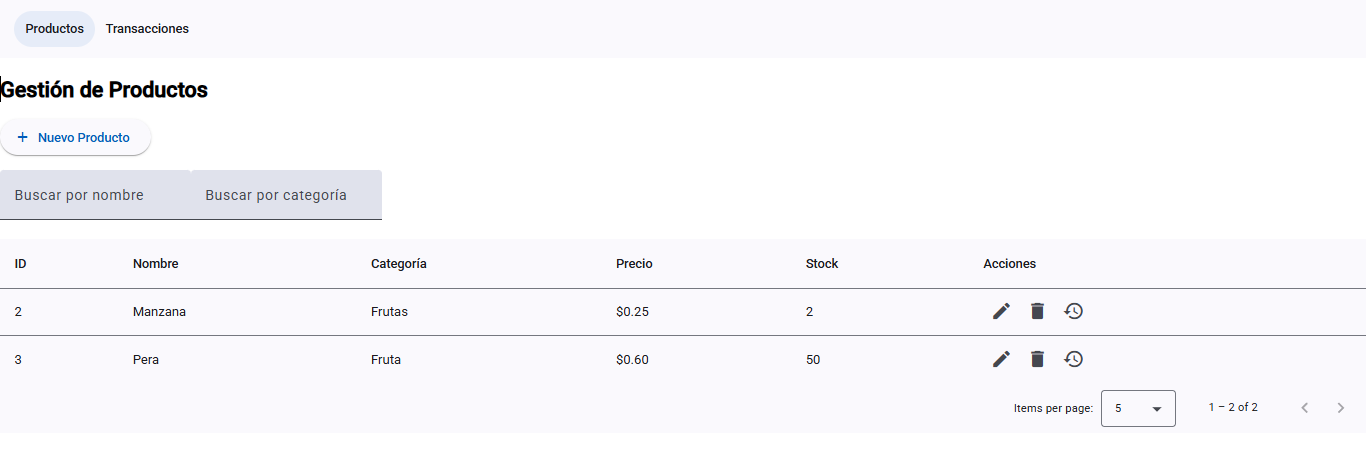 Productos Transacciones
Gestión de Productos
+ Nuevo Producto
Buscar por nombre Buscar por categoría
ID Nombre Categoría Precio Stock Acciones
2 Manzana Frutas $0.25 2
3 Pera Fruta $0.60 50
Items per page: 5 1 – 2 of 2